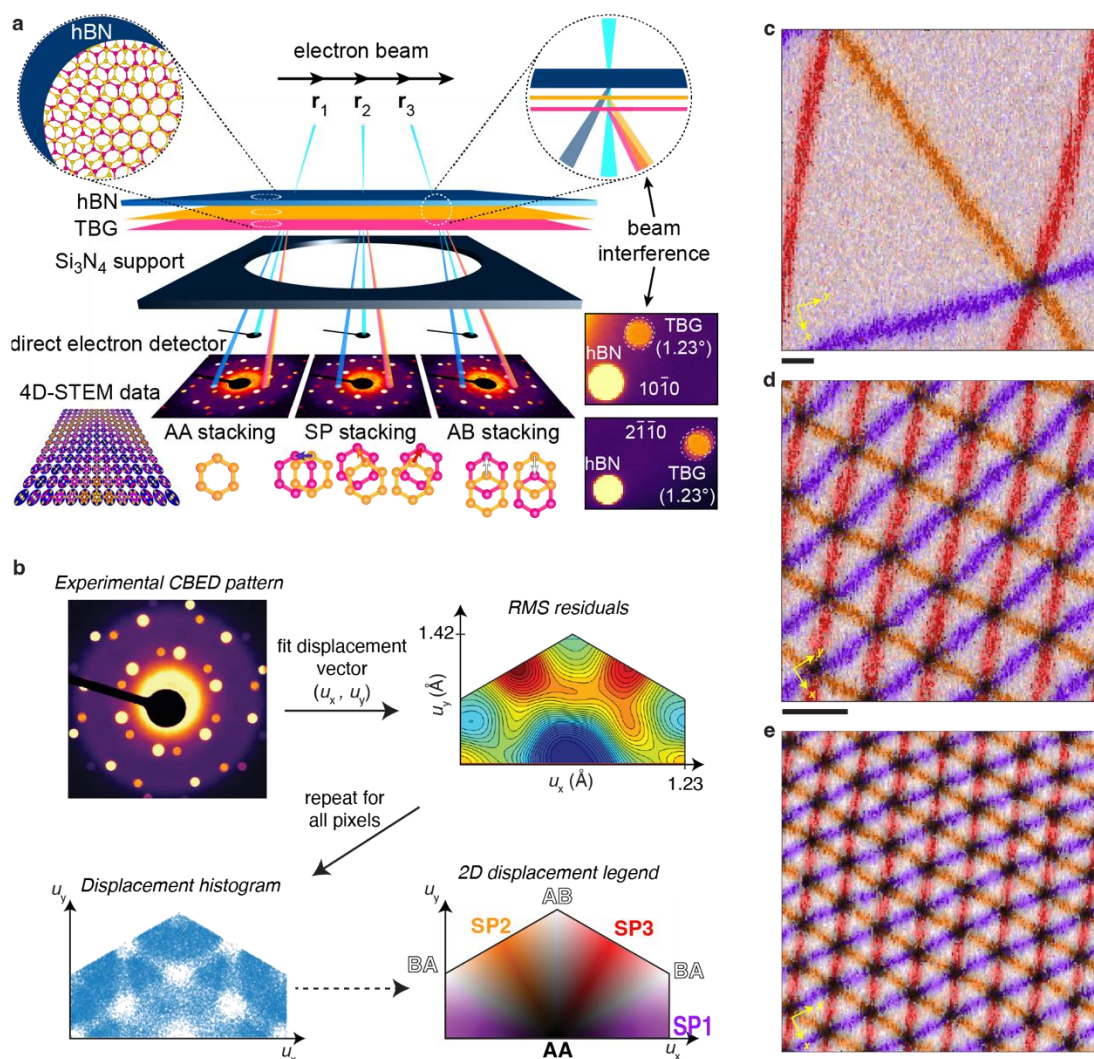 a
hBN
electron beam
r1 r2 r3
hBN
TBG
Si3N4 support
beam
interference
direct electron detector
4D-STEM data
AA stacking SP stacking AB stacking
TBG
(1.23°)
hBN
101̅0
21̅1̅0
hBN
TBG
(1.23°)
b
Experimental CBED pattern
fit displacement
vector
(ux , uy)
RMS residuals
1.42
uy (Å)
ux (Å)
1.23
repeat for
all pixels
Displacement histogram
uy
ux
2D displacement legend
uy
AB
SP2 SP3
BA BA
SP1
AA
ux
c
y
x
d
y
x
e
y
x